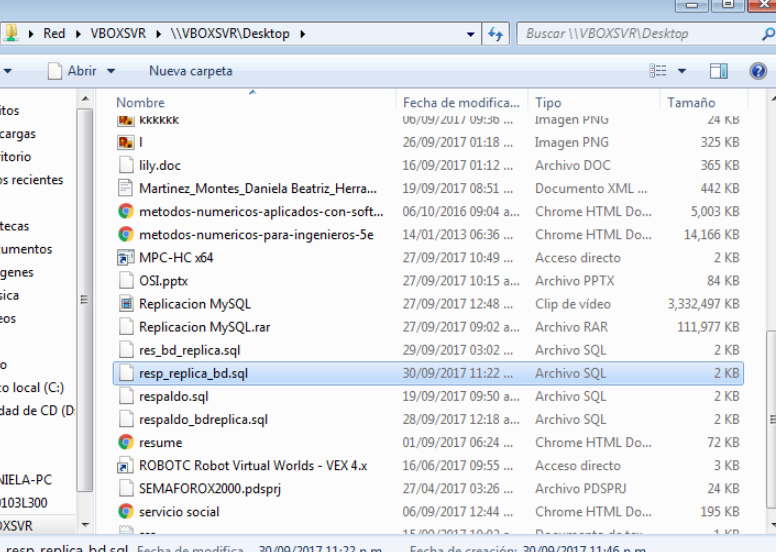 Red VBOXSVR \\VBOXSVR\Desktop Buscar \\VBOXSVR\Desktop
Abrir Nueva carpeta
Nombre Fecha de modifica... Tipo Tamaño
kkkkkk 06/09/2017 09:36 ... Imagen PNG 24 KB
26/09/2017 01:18 ... Imagen PNG 325 KB
lily.doc 16/09/2017 01:12 ... Archivo DOC 365 KB
Martinez_Montes_Daniela Beatriz_Herra... 19/09/2017 08:51 ... Documento XML ... 442 KB
metodos-numericos-aplicados-con-soft... 06/10/2016 09:04 a... Chrome HTML Do... 5,003 KB
metodos-numericos-para-ingenieros-5e 14/01/2013 06:36 ... Chrome HTML Do... 14,166 KB
MPC-HC x64 27/09/2017 10:49 ... Acceso directo 2 KB
OSI.pptx 27/09/2017 10:15 a... Archivo PPTX 84 KB
Replicacion MySQL 27/09/2017 12:48 ... Clip de vídeo 3,332,497 KB
Replicacion MySQL.rar 27/09/2017 09:02 a... Archivo RAR 111,977 KB
res_bd_replica.sql 29/09/2017 03:02 ... Archivo SQL 2 KB
resp_replica_bd.sql 30/09/2017 11:22 ... Archivo SQL 2 KB
respaldo.sql 19/09/2017 09:50 a... Archivo SQL 2 KB
respaldo_bdreplica.sql 28/09/2017 12:18 a... Archivo SQL 2 KB
resume 01/09/2017 06:24 ... Chrome HTML Do... 72 KB
ROBOTC Robot Virtual Worlds - VEX 4.x 16/06/2017 09:55 ... Acceso directo 3 KB
SEMAFOROX2000.pdsprj 27/04/2017 03:26 ... Archivo PDSPRJ 24 KB
servicio social 06/09/2017 12:44 ... Chrome HTML Do... 195 KB
itos
cargas
itorio
os recientes
tecas
umentos
genes
sica
eos
o
co local (C:)
dad de CD (D:
NIELA-PC
0103L300
OXSVR
resp_replica_bd.sql Fecha de modifica... 30/09/2017 11:22 p.m. Fecha de creación: 30/09/2017 11:46 p.m.